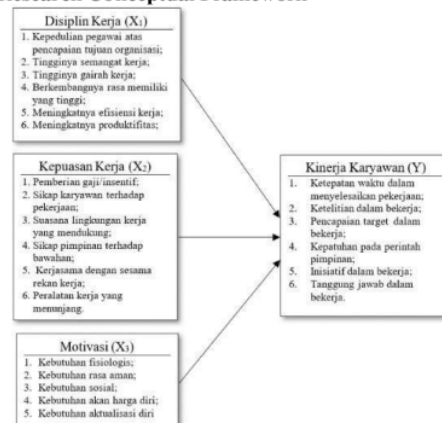 Research Conceptual Framework
Disiplin Kerja (X₁)
1. Kepedulian pegawai atas
pencapaian tujuan organisasi;
2. Tingginya semangat kerja;
3. Tingginya gairah kerja;
4. Berkembangnya rasa memiliki
yang tinggi;
5. Meningkatnya efisiensi kerja;
6. Meningkatnya produktifitas;
Kepuasan Kerja (X₂)
1. Pemberian gaji/insentif;
2. Sikap karyawan terhadap
pekerjaan;
3. Suasana lingkungan kerja
yang mendukung;
4. Sikap pimpinan terhadap
bawahan;
5. Kerjasama dengan sesama
rekan kerja;
6. Peralatan kerja yang
menunjang.
Motivasi (X₃)
1. Kebutuhan fisiologis;
2. Kebutuhan rasa aman;
3. Kebutuhan sosial;
4. Kebutuhan akan harga diri;
5. Kebutuhan aktualisasi diri
Kinerja Karyawan (Y)
1. Ketepatan waktu dalam
menyelesaikan pekerjaan;
2. Ketelitian dalam bekerja;
3. Pencapaian target dalam
bekerja;
4. Kepatuhan pada perintah
pimpinan;
5. Inisiatif dalam bekerja;
6. Tanggung jawab dalam
bekerja.